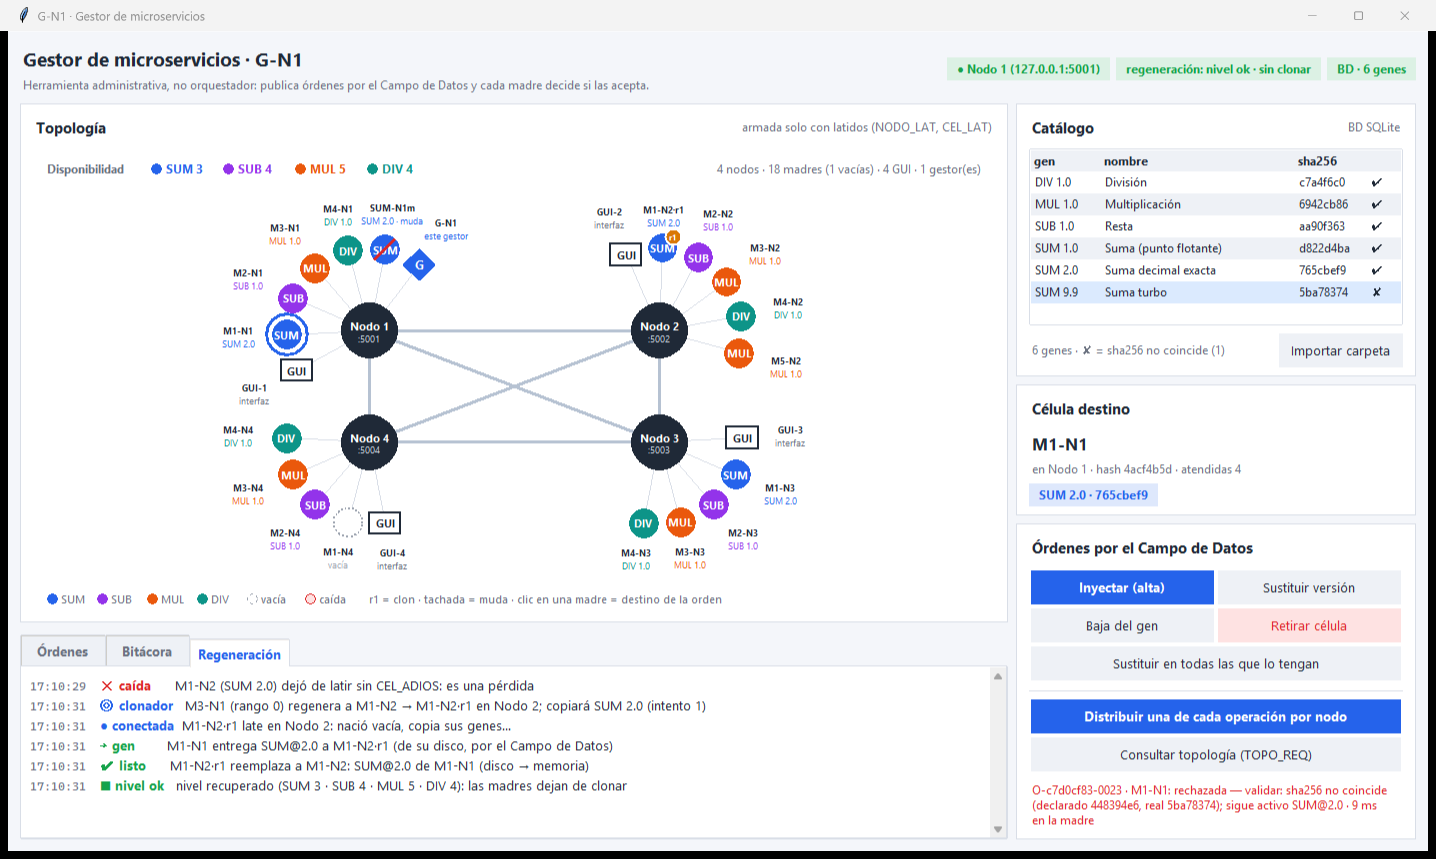 G-N1 · Gestor de microservicios
Gestor de microservicios · G-N1
Herramienta administrativa, no orquestador: publica órdenes por el Campo de Datos y cada madre decide si las acepta.
● Nodo 1 (127.0.0.1:5001)
regeneración: nivel ok · sin clonar
BD · 6 genes
Topología
armada solo con latidos (NODO_LAT, CEL_LAT)
Disponibilidad
SUM 3
SUB 4
MUL 5
DIV 4
4 nodos · 18 madres (1 vacías) · 4 GUI · 1 gestor(es)
M4-N1
DIV 1.0
DIV
SUM-N1m
SUM 2.0 · muda
SUM
G-N1
este gestor
G
M3-N1
MUL 1.0
MUL
M2-N1
SUB 1.0
SUB
M1-N1
SUM 2.0
SUM
GUI
GUI-1
interfaz
Nodo 1
:5001
GUI-2
interfaz
GUI
M1-N2·r1
SUM 2.0
r1
SUM
M2-N2
SUB 1.0
SUB
M3-N2
MUL 1.0
MUL
M4-N2
DIV 1.0
DIV
MUL
M5-N2
MUL 1.0
Nodo 2
:5002
M4-N4
DIV 1.0
DIV
Nodo 4
:5004
MUL
M3-N4
MUL 1.0
SUB
M2-N4
SUB 1.0
M1-N4
vacía
GUI
GUI-4
interfaz
Nodo 3
:5003
GUI
GUI-3
interfaz
SUM
M1-N3
SUM 2.0
SUB
M2-N3
SUB 1.0
MUL
M3-N3
MUL 1.0
DIV
M4-N3
DIV 1.0
SUM
SUB
MUL
DIV
vacía
caída
r1 = clon · tachada = muda · clic en una madre = destino de la orden
Órdenes
Bitácora
Regeneración
17:10:29 ✕ caída M1-N2 (SUM 2.0) dejó de latir sin CEL_ADIOS: es una pérdida
17:10:31 ◎ clonador M3-N1 (rango 0) regenera a M1-N2 → M1-N2·r1 en Nodo 2; copiará SUM 2.0 (intento 1)
17:10:31 ● conectada M1-N2·r1 late en Nodo 2: nació vacía, copia sus genes...
17:10:31 → gen M1-N1 entrega SUM@2.0 a M1-N2·r1 (de su disco, por el Campo de Datos)
17:10:31 ✔ listo M1-N2·r1 reemplaza a M1-N2: SUM@2.0 de M1-N1 (disco → memoria)
17:10:31 ■ nivel ok nivel recuperado (SUM 3 · SUB 4 · MUL 5 · DIV 4): las madres dejan de clonar
Catálogo
BD SQLite
gen nombre sha256
DIV 1.0 División c7a4f6c0 ✔
MUL 1.0 Multiplicación 6942cb86 ✔
SUB 1.0 Resta aa90f363 ✔
SUM 1.0 Suma (punto flotante) d822d4ba ✔
SUM 2.0 Suma decimal exacta 765cbef9 ✔
SUM 9.9 Suma turbo 5ba78374 ✘
6 genes · ✘ = sha256 no coincide (1)
Importar carpeta
Célula destino
M1-N1
en Nodo 1 · hash 4acf4b5d · atendidas 4
SUM 2.0 · 765cbef9
Órdenes por el Campo de Datos
Inyectar (alta)
Sustituir versión
Baja del gen
Retirar célula
Sustituir en todas las que lo tengan
Distribuir una de cada operación por nodo
Consultar topología (TOPO_REQ)
O-c7d0cf83-0023 · M1-N1: rechazada — validar: sha256 no coincide
(declarado 448394e6, real 5ba78374); sigue activo SUM@2.0 · 9 ms
en la madre